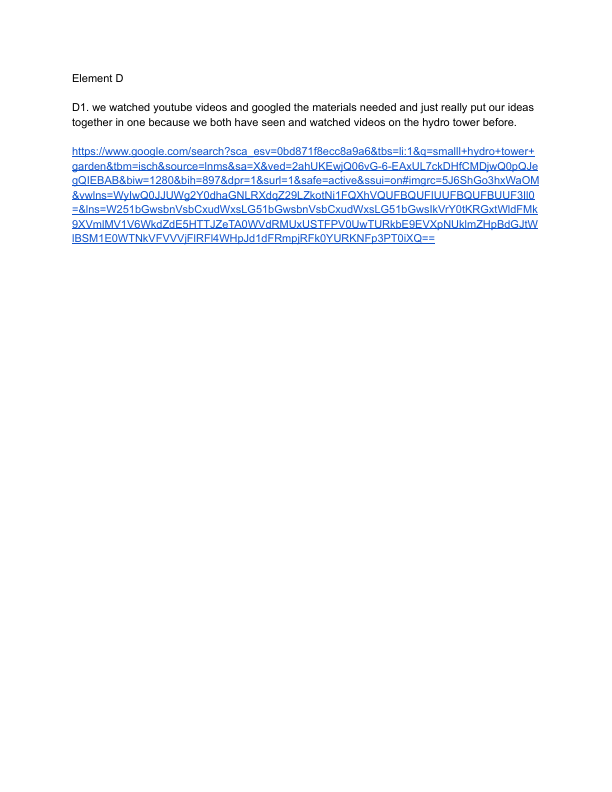 Element D
D1. we watched youtube videos and googled the materials needed and just really put our ideas
together in one because we both have seen and watched videos on the hydro tower before.
https://www.google.com/search?sca_esv=0bd871f8ecc8a9a6&tbs=li:1&q=smalll+hydro+tower+
garden&tbm=isch&source=lnms&sa=X&ved=2ahUKEwjQ06vG-6-EAxUL7ckDHfCMDjwQ0pQJe
gQIEBAB&biw=1280&bih=897&dpr=1&surl=1&safe=active&ssui=on#imgrc=5J6ShGo3hxWaOM
&vwlns=WyIwQ0JJUWg2Y0dhaGNLRXdqZ29LZkotNi1FQXhVQUFBQUFIUUFBQUFBUUF3Il0
=&lns=W251bGwsbnVsbCxudWxsLG51bGwsbnVsbCxudWxsLG51bGwsIkVrY0tKRGxtWldFMk
9XVmlMV1V6WkdZdE5HTTJZeTA0WVdRMUxUSTFPV0UwTURkbE9EVXpNUklmZHpBdGJtW
lBSM1E0WTNkVFVVVjFlRFl4WHpJd1dFRmpjRFk0YURKNFp3PT0iXQ==